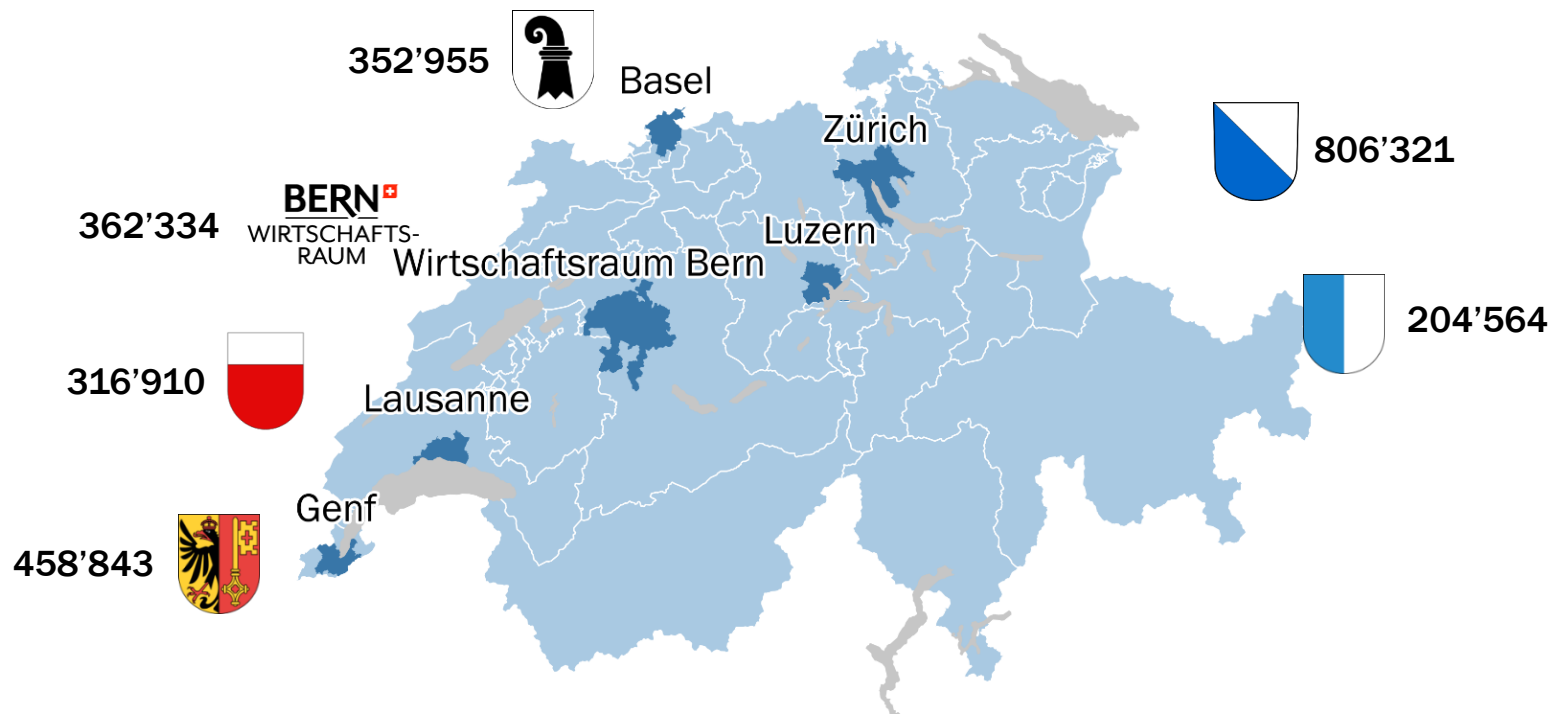 352’955
Basel
Zürich
806’321
BERN
WIRTSCHAFTS-
RAUM
362’334
Luzern
Wirtschaftsraum Bern
204’564
316’910
Lausanne
Genf
458’843